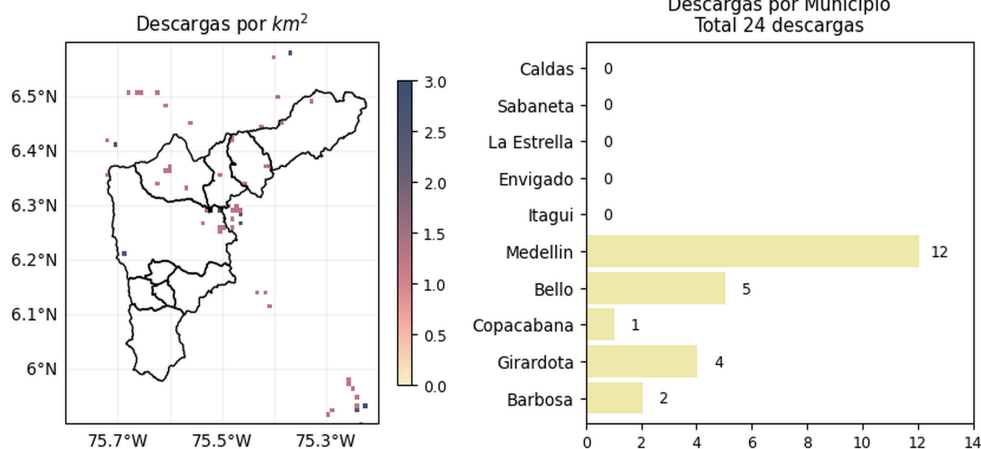 Descargas por km²
6.5°N
6.4°N
6.3°N
6.2°N
6.1°N
6°N
75.7°W
75.5°W
75.3°W
3.0
2.5
2.0
1.5
1.0
0.5
0.0
Descargas por Municipio
Total 24 descargas
Caldas 0
Sabaneta 0
La Estrella 0
Envigado 0
Itagui 0
Medellin 12
Bello 5
Copacabana 1
Girardota 4
Barbosa 2
0 2 4 6 8 10 12 14